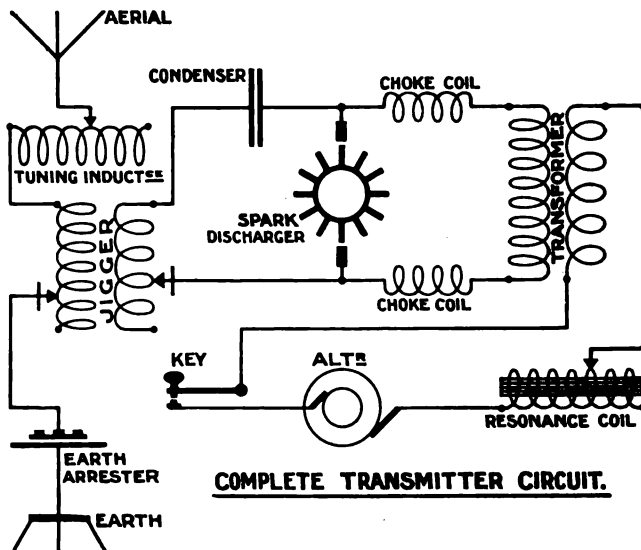 AERIAL
CONDENSER
CHOKE COIL
TUNING INDUCTCE
JIGGER
SPARK
DISCHARGER
TRANSFORMER
CHOKE COIL
KEY
ALTR
RESONANCE COIL
EARTH
ARRESTER
COMPLETE TRANSMITTER CIRCUIT.
EARTH